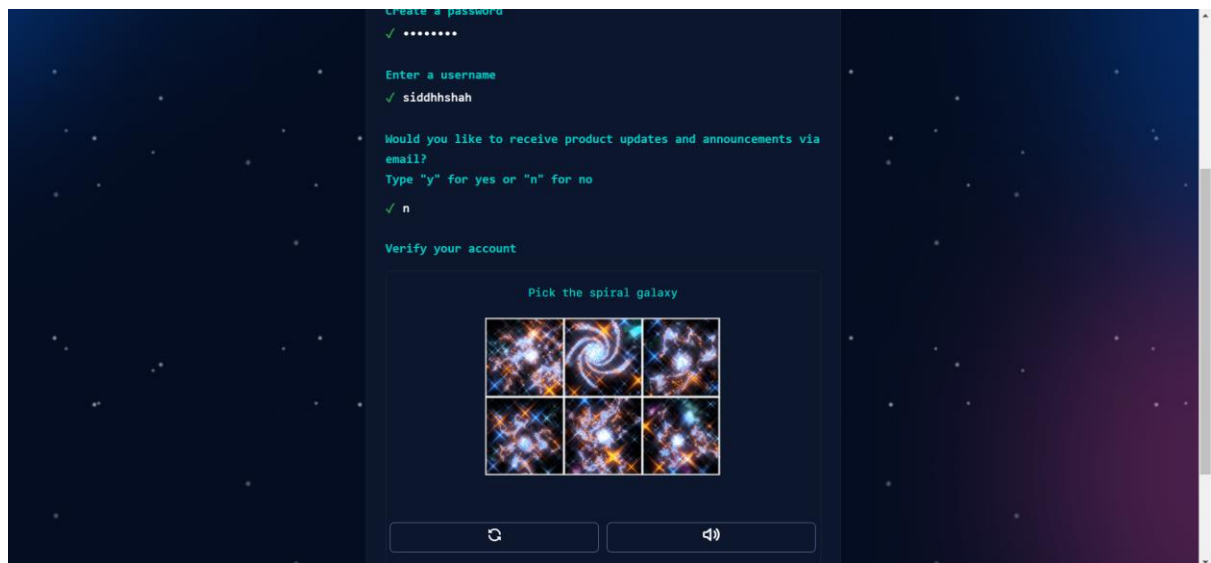 Create a password
✓ ••••••••
Enter a username
✓ siddhhshah
Would you like to receive product updates and announcements via
email?
Type "y" for yes or "n" for no
✓ n
Verify your account
Pick the spiral galaxy